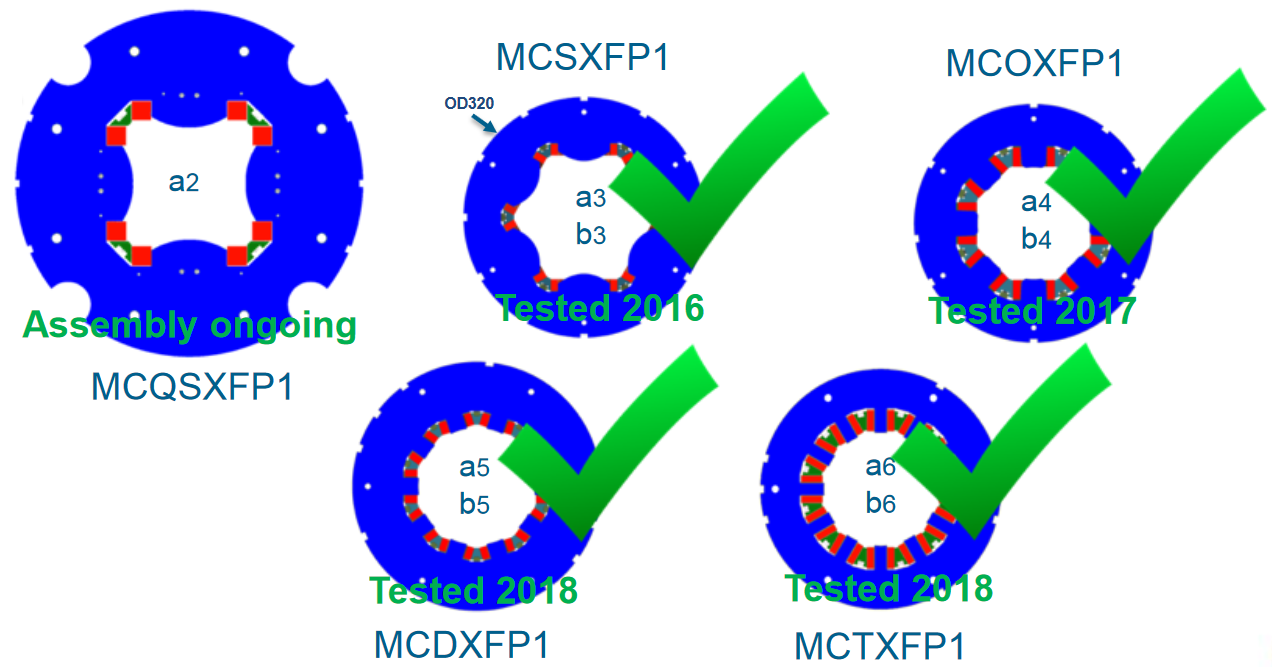 MCSXFP1
MCOXFP1
OD320
a2
a3
b3
a4
b4
Assembly ongoing
Tested 2016
Tested 2017
MCQSXFP1
a5
b5
a6
b6
Tested 2018
Tested 2018
MCDXFP1
MCTXFP1